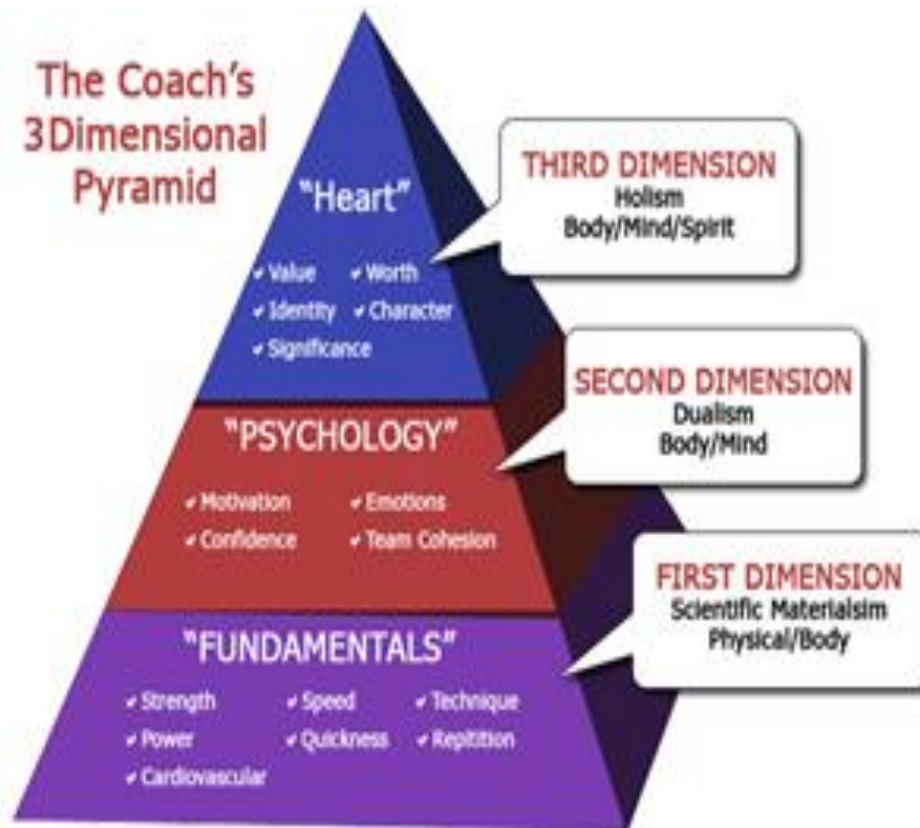 The Coach's
3Dimensional
Pyramid
"Heart"
✔ Value ✔ Worth
✔ Identity ✔ Character
✔ Significance
THIRD DIMENSION
Holism
Body/Mind/Spirit
"PSYCHOLOGY"
✔ Motivation ✔ Emotions
✔ Confidence ✔ Team Cohesion
SECOND DIMENSION
Dualism
Body/Mind
"FUNDAMENTALS"
✔ Strength ✔ Speed ✔ Technique
✔ Power ✔ Quickness ✔ Repitition
✔ Cardiovascular
FIRST DIMENSION
Scientific Materialsim
Physical/Body